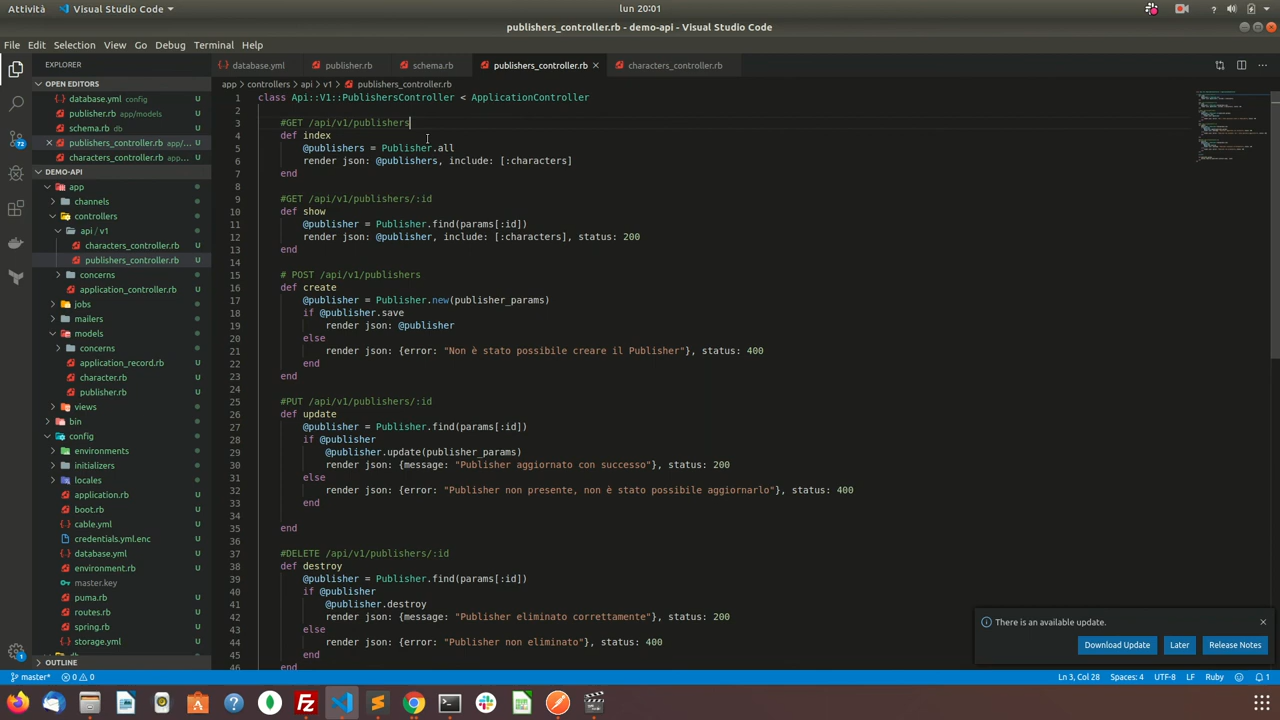 Attività
Visual Studio Code
lun 20:01
publishers_controller.rb - demo-api - Visual Studio Code
File Edit Selection View Go Debug Terminal Help
EXPLORER
OPEN EDITORS
database.yml config
publisher.rb app/models
schema.rb db
publishers_controller.rb app/...
characters_controller.rb app...
72
DEMO-API
app
channels
controllers
api / v1
characters_controller.rb U
publishers_controller.rb U
concerns
application_controller.rb U
jobs
mailers
models
concerns
application_record.rb U
character.rb U
publisher.rb U
views
bin
config
environments
initializers
locales
application.rb U
boot.rb U
cable.yml U
credentials.yml.enc U
database.yml U
environment.rb U
master.key
puma.rb U
routes.rb U
spring.rb U
storage.yml U
OUTLINE
database.yml publisher.rb schema.rb publishers_controller.rb characters_controller.rb
app controllers api v1 publishers_controller.rb
1 class Api::V1::PublishersController < ApplicationController
2
3 #GET /api/v1/publishers
4 def index
5 @publishers = Publisher.all
6 render json: @publishers, include: [:characters]
7 end
8
9 #GET /api/v1/publishers/:id
10 def show
11 @publisher = Publisher.find(params[:id])
12 render json: @publisher, include: [:characters], status: 200
13 end
14
15 # POST /api/v1/publishers
16 def create
17 @publisher = Publisher.new(publisher_params)
18 if @publisher.save
19 render json: @publisher
20 else
21 render json: {error: "Non è stato possibile creare il Publisher"}, status: 400
22 end
23 end
24
25 #PUT /api/v1/publishers/:id
26 def update
27 @publisher = Publisher.find(params[:id])
28 if @publisher
29 @publisher.update(publisher_params)
30 render json: {message: "Publisher aggiornato con successo"}, status: 200
31 else
32 render json: {error: "Publisher non presente, non è stato possibile aggiornarlo"}, status: 400
33 end
34
35 end
36
37 #DELETE /api/v1/publishers/:id
38 def destroy
39 @publisher = Publisher.find(params[:id])
40 if @publisher
41 @publisher.destroy
42 render json: {message: "Publisher eliminato correttamente"}, status: 200
43 else
44 render json: {error: "Publisher non eliminato"}, status: 400
45 end
46 end
There is an available update.
Download Update Later Release Notes
master* 0 0
Ln 3, Col 28 Spaces: 4 UTF-8 LF Ruby 1